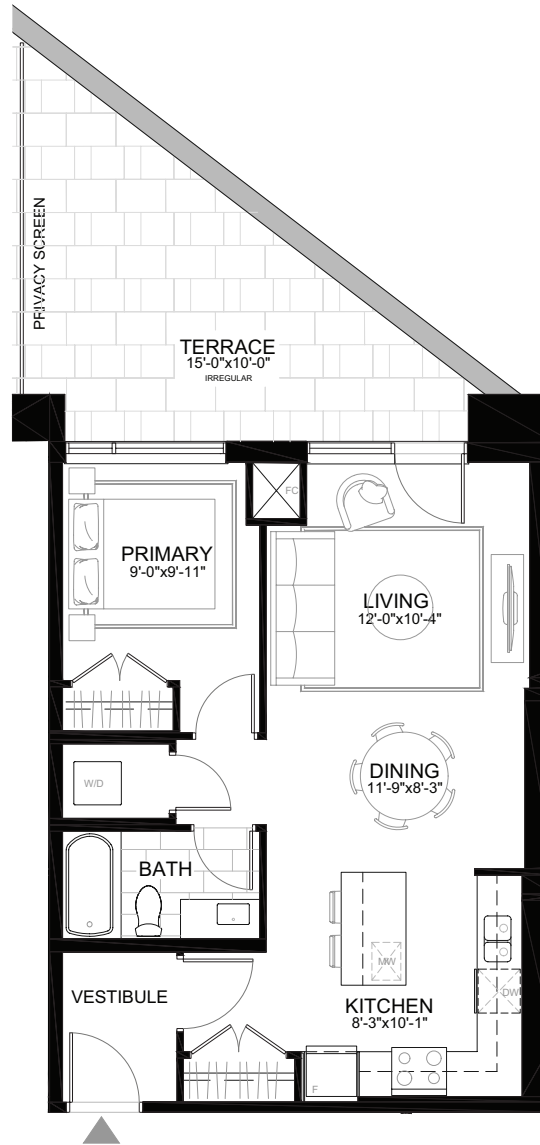 PRIVACY SCREEN
TERRACE
15'-0"x10'-0"
IRREGULAR
FC
PRIMARY
9'-0"x9'-11"
LIVING
12'-0"x10'-4"
W/D
DINING
11'-9"x8'-3"
BATH
MW
VESTIBULE
KITCHEN
8'-3"x10'-1"
DW
F